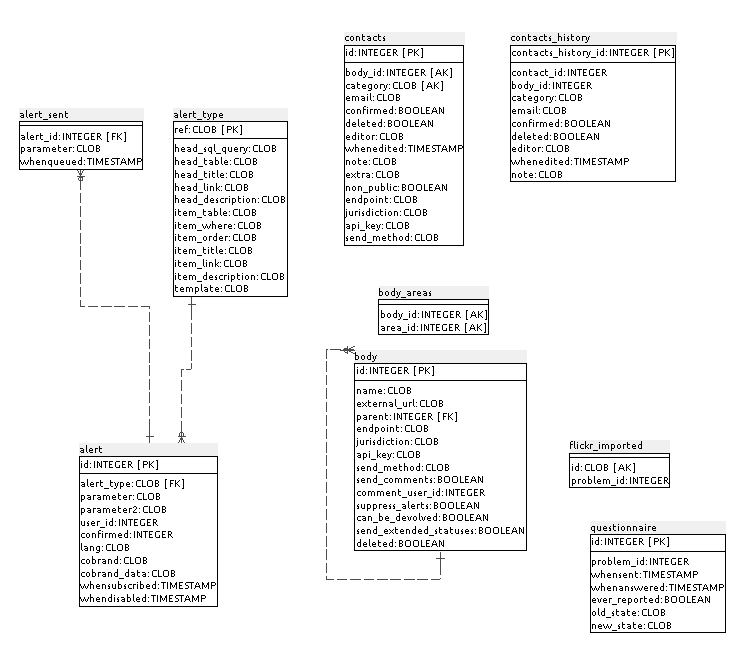 contacts
id:INTEGER [PK]
body_id:INTEGER [AK]
category:CLOB [AK]
email:CLOB
confirmed:BOOLEAN
deleted:BOOLEAN
editor:CLOB
whenedited:TIMESTAMP
note:CLOB
extra:CLOB
non_public:BOOLEAN
endpoint:CLOB
jurisdiction:CLOB
api_key:CLOB
send_method:CLOB
contacts_history
contacts_history_id:INTEGER [PK]
contact_id:INTEGER
body_id:INTEGER
category:CLOB
email:CLOB
confirmed:BOOLEAN
deleted:BOOLEAN
editor:CLOB
whenedited:TIMESTAMP
note:CLOB
alert_sent
alert_id:INTEGER [FK]
parameter:CLOB
whenqueued:TIMESTAMP
alert_type
ref:CLOB [PK]
head_sql_query:CLOB
head_table:CLOB
head_title:CLOB
head_link:CLOB
head_description:CLOB
item_table:CLOB
item_where:CLOB
item_order:CLOB
item_title:CLOB
item_link:CLOB
item_description:CLOB
template:CLOB
body_areas
body_id:INTEGER [AK]
area_id:INTEGER [AK]
body
id:INTEGER [PK]
name:CLOB
external_url:CLOB
parent:INTEGER [FK]
endpoint:CLOB
jurisdiction:CLOB
api_key:CLOB
send_method:CLOB
send_comments:BOOLEAN
comment_user_id:INTEGER
suppress_alerts:BOOLEAN
can_be_devolved:BOOLEAN
send_extended_statuses:BOOLEAN
deleted:BOOLEAN
alert
id:INTEGER [PK]
alert_type:CLOB [FK]
parameter:CLOB
parameter2:CLOB
user_id:INTEGER
confirmed:INTEGER
lang:CLOB
cobrand:CLOB
cobrand_data:CLOB
whensubscribed:TIMESTAMP
whendisabled:TIMESTAMP
flickr_imported
id:CLOB [AK]
problem_id:INTEGER
questionnaire
id:INTEGER [PK]
problem_id:INTEGER
whensent:TIMESTAMP
whenanswered:TIMESTAMP
ever_reported:BOOLEAN
old_state:CLOB
new_state:CLOB